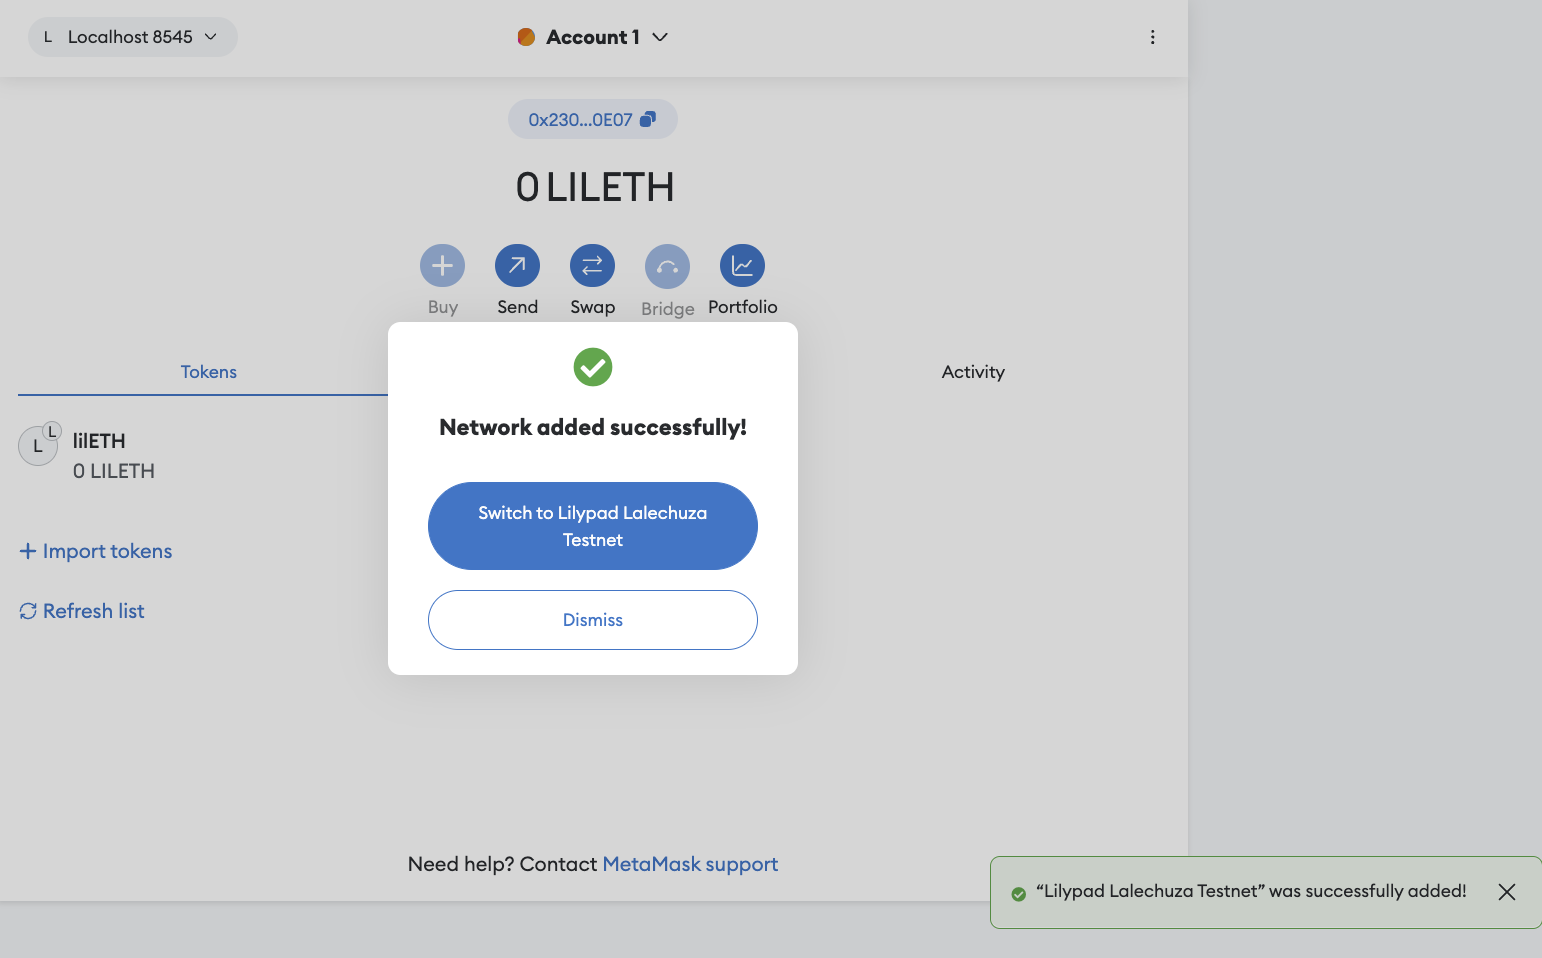 L Localhost 8545
Account 1
0x230...0E07
0 LILETH
Buy
Send
Swap
Bridge
Portfolio
Tokens
Activity
L
L
lilETH
0 LILETH
Import tokens
Refresh list
Network added successfully!
Switch to Lilypad Lalechuza
Testnet
Dismiss
Need help? Contact MetaMask support
“Lilypad Lalechuza Testnet” was successfully added!